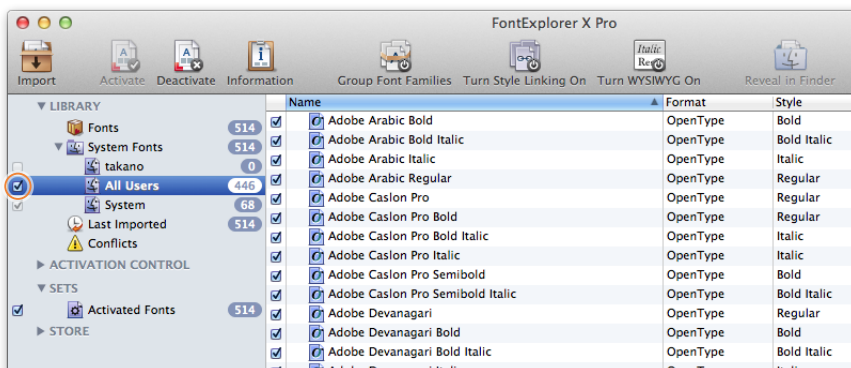 FontExplorer X Pro
Import Activate Deactivate Information Group Font Families Turn Style Linking On Turn WYSIWYG On Reveal in Finder
LIBRARY
Fonts 514
System Fonts 514
takano 0
All Users 446
System 68
Last Imported 514
Conflicts
ACTIVATION CONTROL
SETS
Activated Fonts 514
STORE
Name Format Style
Adobe Arabic Bold OpenType Bold
Adobe Arabic Bold Italic OpenType Bold Italic
Adobe Arabic Italic OpenType Italic
Adobe Arabic Regular OpenType Regular
Adobe Caslon Pro OpenType Regular
Adobe Caslon Pro Bold OpenType Regular
Adobe Caslon Pro Bold Italic OpenType Italic
Adobe Caslon Pro Italic OpenType Italic
Adobe Caslon Pro Semibold OpenType Bold
Adobe Caslon Pro Semibold Italic OpenType Bold Italic
Adobe Devanagari OpenType Regular
Adobe Devanagari Bold OpenType Bold
Adobe Devanagari Bold Italic OpenType Bold Italic